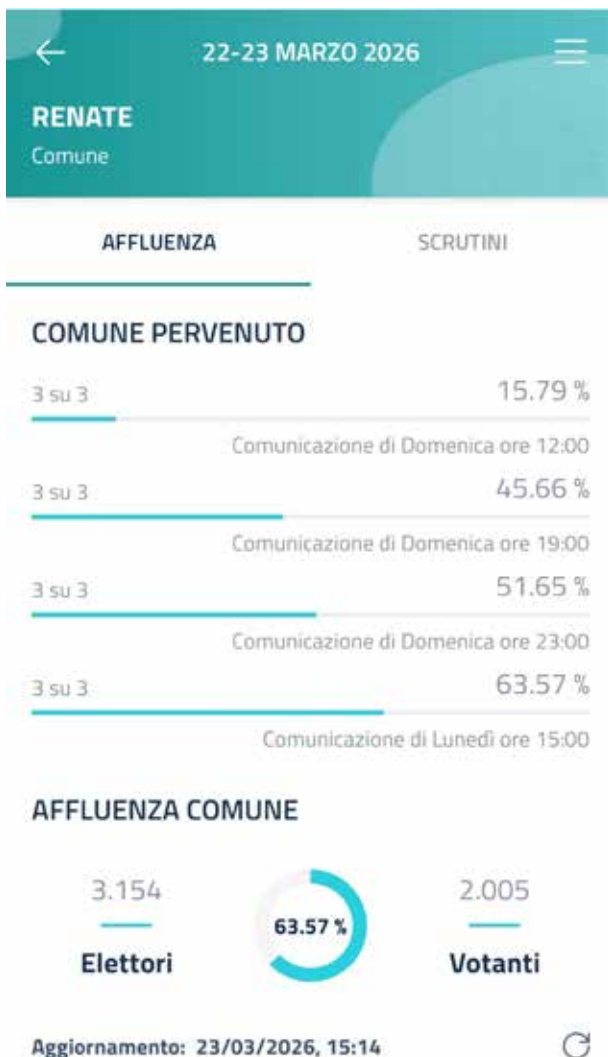 22-23 MARZO 2026
RENATE
Comune
AFFLUENZA SCRUTINI
COMUNE PERVENUTO
3 su 3 15.79 %
Comunicazione di Domenica ore 12:00
3 su 3 45.66 %
Comunicazione di Domenica ore 19:00
3 su 3 51.65 %
Comunicazione di Domenica ore 23:00
3 su 3 63.57 %
Comunicazione di Lunedì ore 15:00
AFFLUENZA COMUNE
3.154 63.57 % 2.005
Elettori Votanti
Aggiornamento: 23/03/2026, 15:14